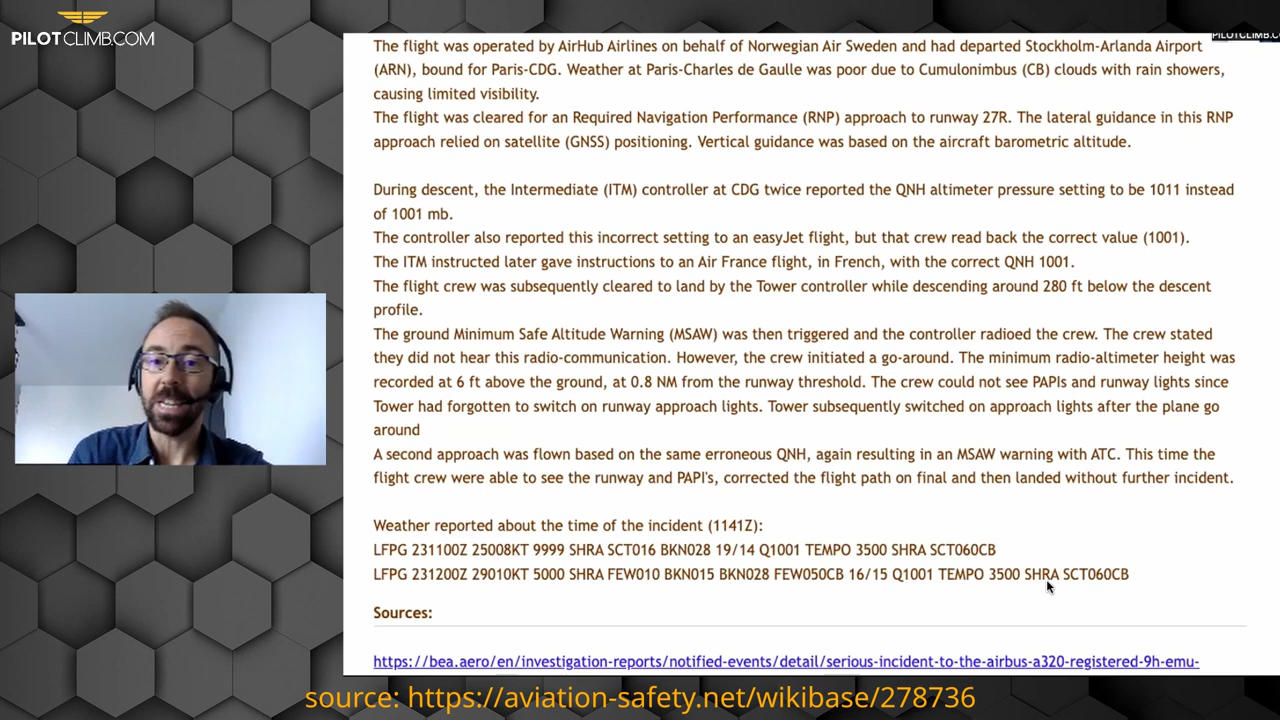 PILOTCLIMB.COM
PILOTCLIMB.C
The flight was operated by AirHub Airlines on behalf of Norwegian Air Sweden and had departed Stockholm-Arlanda Airport
(ARN), bound for Paris-CDG. Weather at Paris-Charles de Gaulle was poor due to Cumulonimbus (CB) clouds with rain showers,
causing limited visibility.
The flight was cleared for an Required Navigation Performance (RNP) approach to runway 27R. The lateral guidance in this RNP
approach relied on satellite (GNSS) positioning. Vertical guidance was based on the aircraft barometric altitude.
During descent, the Intermediate (ITM) controller at CDG twice reported the QNH altimeter pressure setting to be 1011 instead
of 1001 mb.
The controller also reported this incorrect setting to an easyJet flight, but that crew read back the correct value (1001).
The ITM instructed later gave instructions to an Air France flight, in French, with the correct QNH 1001.
The flight crew was subsequently cleared to land by the Tower controller while descending around 280 ft below the descent
profile.
The ground Minimum Safe Altitude Warning (MSAW) was then triggered and the controller radioed the crew. The crew stated
they did not hear this radio-communication. However, the crew initiated a go-around. The minimum radio-altimeter height was
recorded at 6 ft above the ground, at 0.8 NM from the runway threshold. The crew could not see PAPIs and runway lights since
Tower had forgotten to switch on runway approach lights. Tower subsequently switched on approach lights after the plane go
around
A second approach was flown based on the same erroneous QNH, again resulting in an MSAW warning with ATC. This time the
flight crew were able to see the runway and PAPI's, corrected the flight path on final and then landed without further incident.
Weather reported about the time of the incident (1141Z):
LFPG 231100Z 25008KT 9999 SHRA SCT016 BKN028 19/14 Q1001 TEMPO 3500 SHRA SCT060CB
LFPG 231200Z 29010KT 5000 SHRA FEW010 BKN015 BKN028 FEW050CB 16/15 Q1001 TEMPO 3500 SHRA SCT060CB
Sources:
https://bea.aero/en/investigation-reports/notified-events/detail/serious-incident-to-the-airbus-a320-registered-9h-emu-
source: https://aviation-safety.net/wikibase/278736